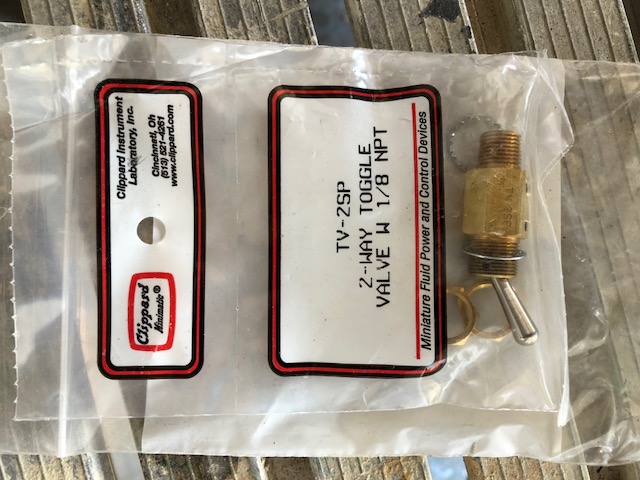 Clippard Instrument
Laboratory, Inc.
Cincinnati, Oh
(513) 521-4261
www.clippard.com
Clippard
Minimatic®
TV-2SP
2-WAY TOGGLE
VALVE W 1/8 NPT
Miniature Fluid Power and Control Devices